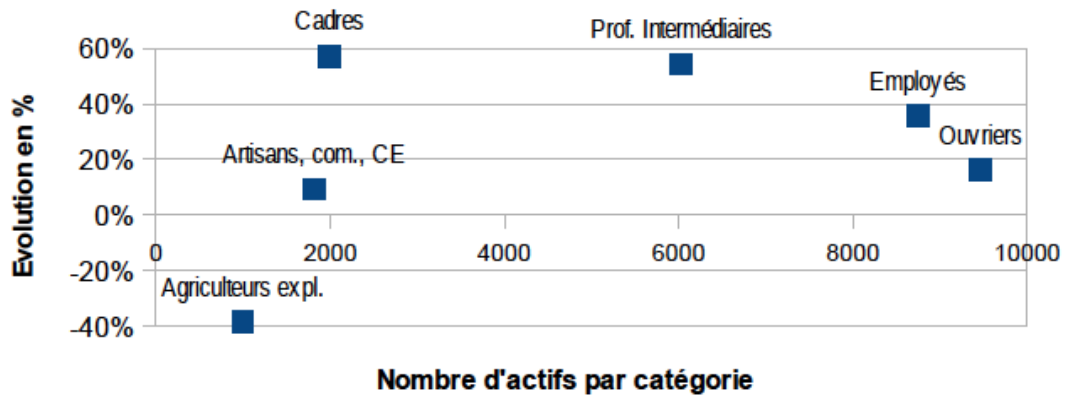 Cadres
Prof. Intermédiaires
60%
Employés
40%
Ouvriers
Artisans, com., CE
20%
0%
0 2000 4000 6000 8000 10000
-20%
Agriculteurs expl.
-40%
Evolution en %
Nombre d'actifs par catégorie